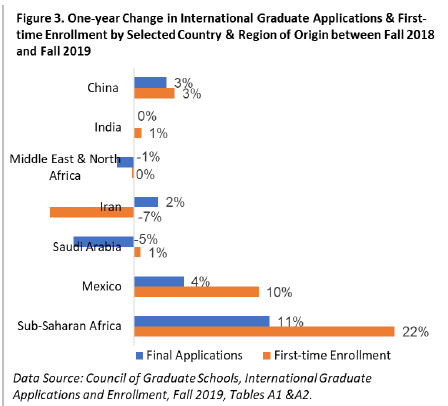 Figure 3. One-year Change in International Graduate Applications & First-
time Enrollment by Selected Country & Region of Origin between Fall 2018
and Fall 2019
China
3%
3%
India
0%
1%
Middle East & North
Africa
-1%
0%
Iran
2%
-7%
Saudi Arabia
-5%
1%
Mexico
4%
10%
Sub-Saharan Africa
11%
22%
Final Applications
First-time Enrollment
Data Source: Council of Graduate Schools, International Graduate
Applications and Enrollment, Fall 2019, Tables A1 &A2.